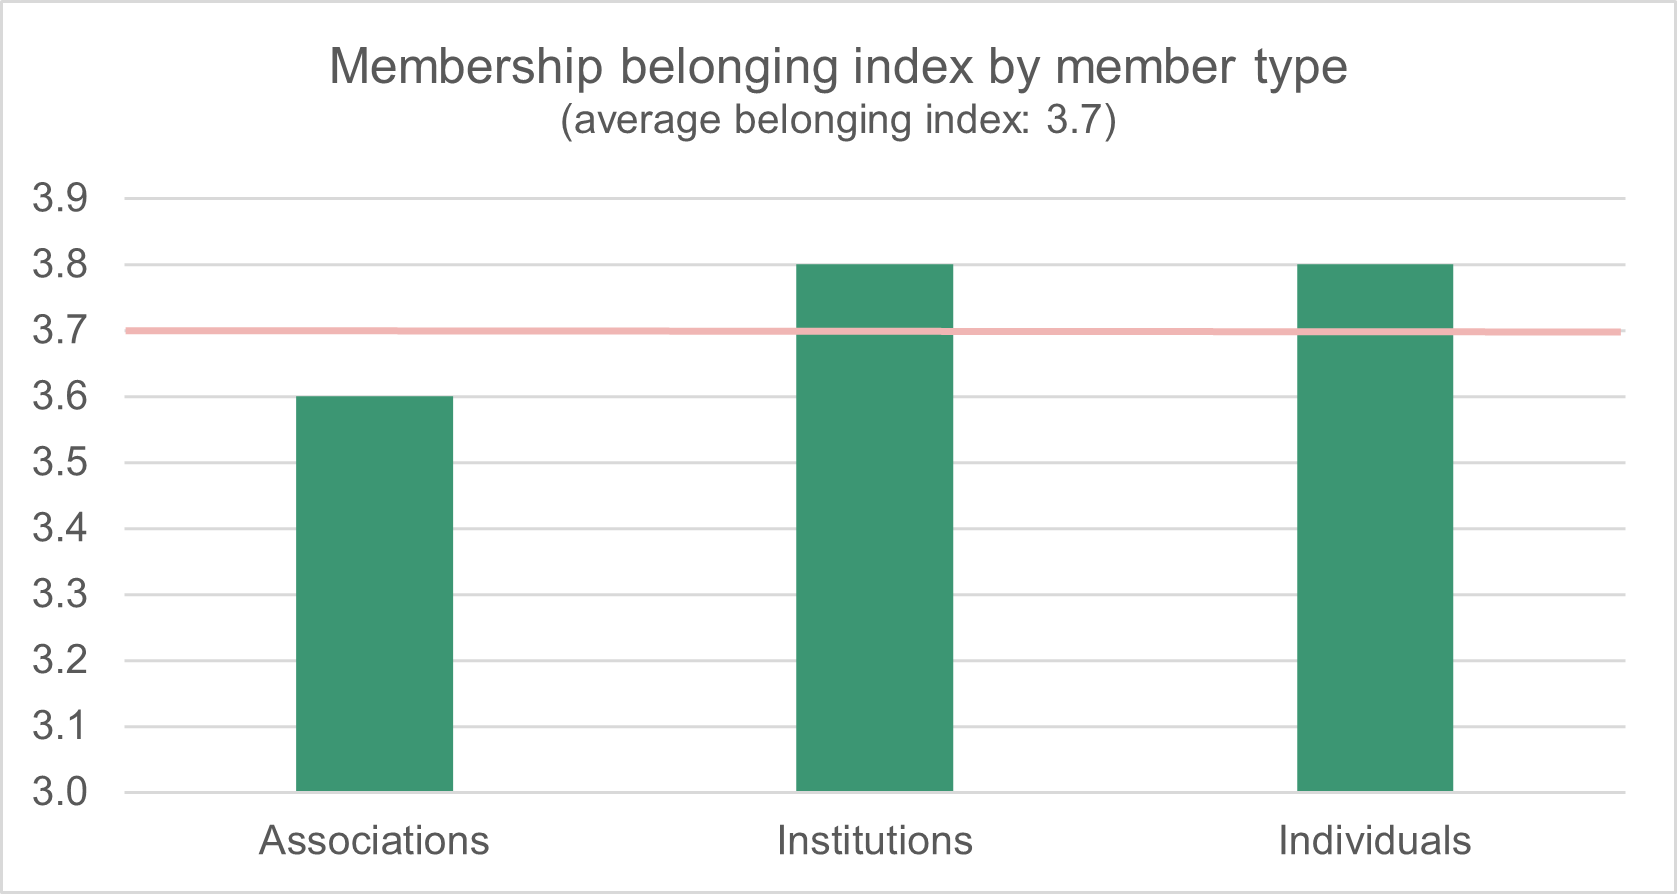 Membership belonging index by member type
(average belonging index: 3.7)
3.9
3.8
3.7
3.6
3.5
3.4
3.3
3.2
3.1
3.0
Associations
Institutions
Individuals